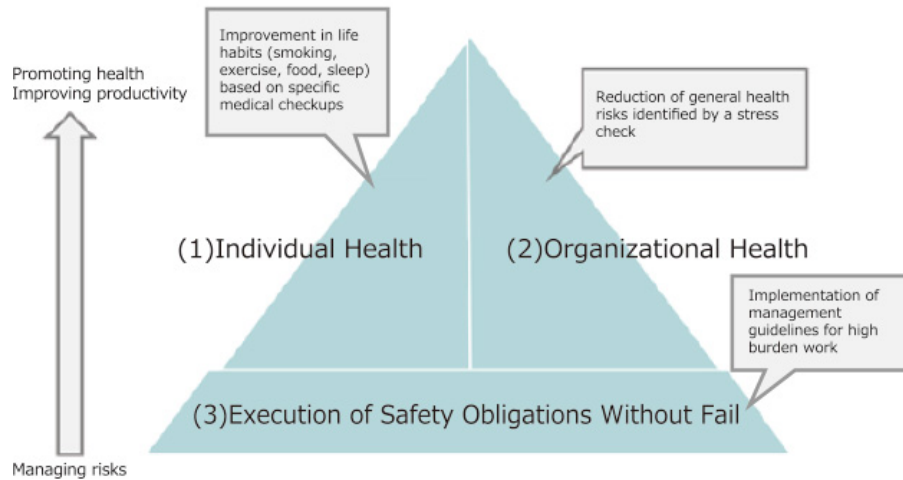 Improvement in life
habits (smoking,
exercise, food, sleep)
based on specific
medical checkups
Promoting health
Improving productivity
Reduction of general health
risks identified by a stress
check
(1)Individual Health
(2)Organizational Health
Implementation of
management
guidelines for high
burden work
(3)Execution of Safety Obligations Without Fail
Managing risks